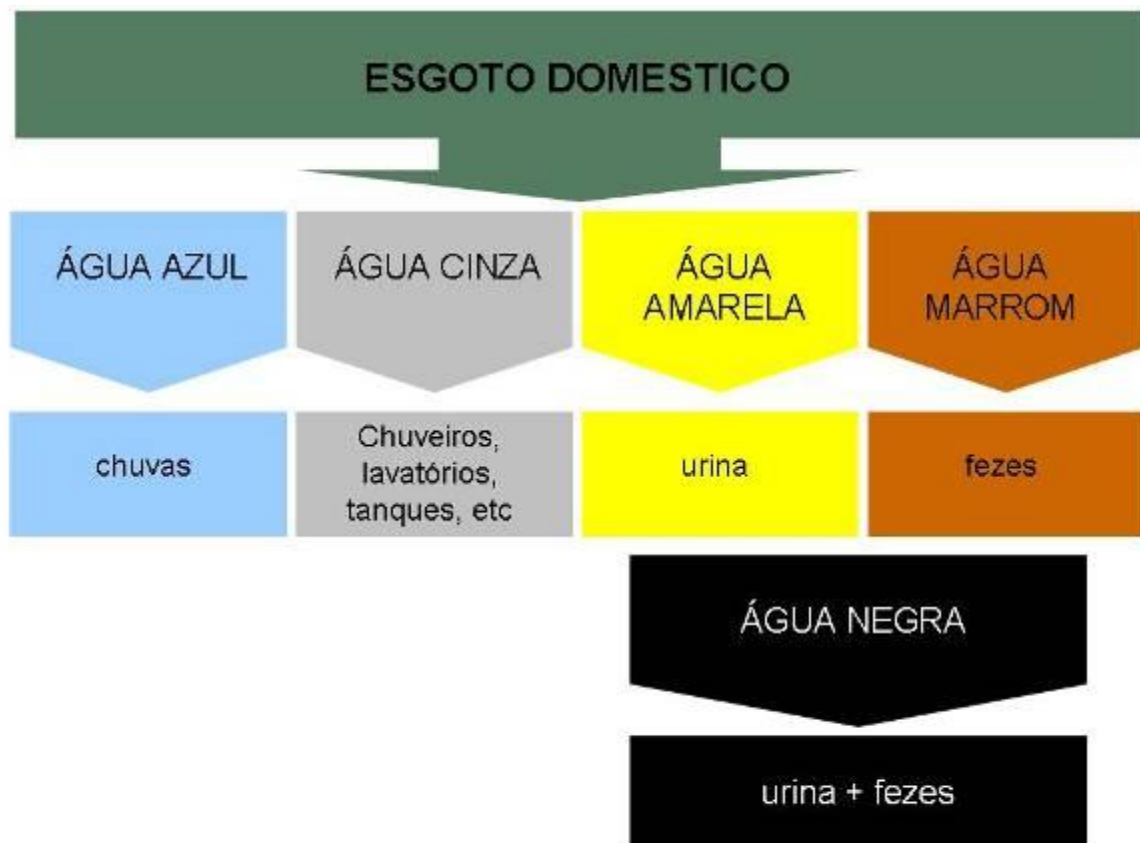 ESGOTO DOMESTICO
ÁGUA AZUL
ÁGUA CINZA
ÁGUA
AMARELA
ÁGUA
MARROM
chuvas
Chuveiros,
lavatórios,
tanques, etc
urina
fezes
ÁGUA NEGRA
urina + fezes